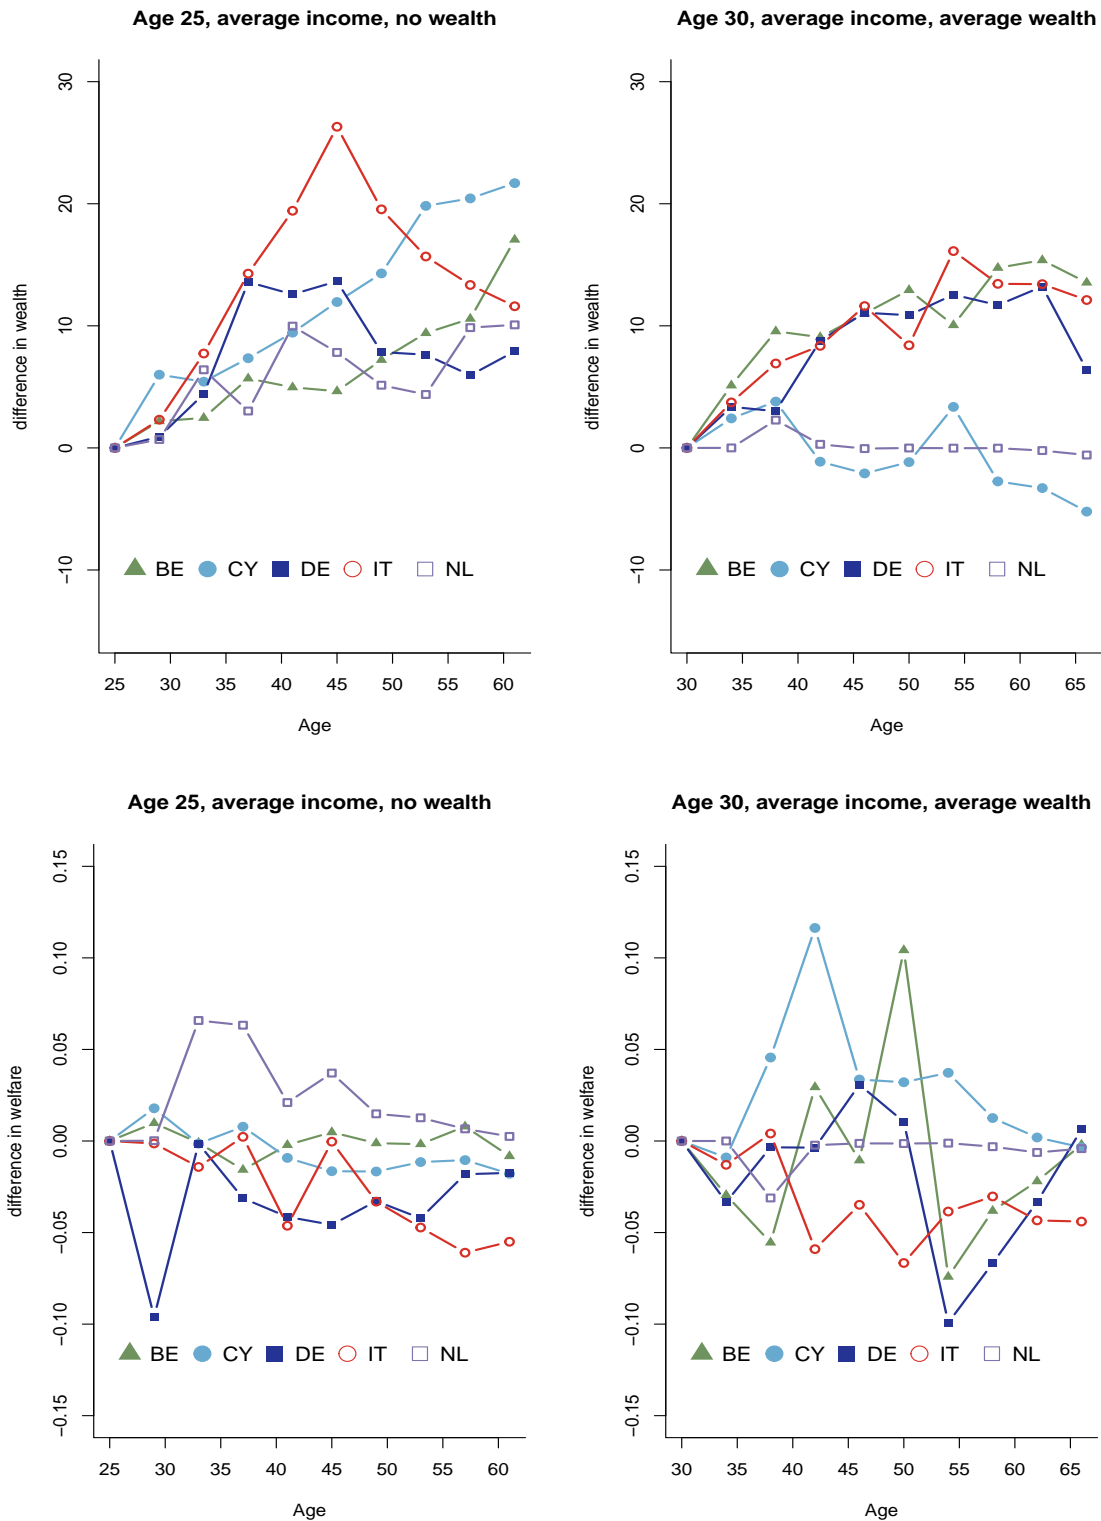 Age 25, average income, no wealth
difference in wealth
30
20
10
0
−10
BE CY DE IT NL
25 30 35 40 45 50 55 60
Age
Age 30, average income, average wealth
difference in wealth
30
20
10
0
−10
BE CY DE IT NL
30 35 40 45 50 55 60 65
Age
Age 25, average income, no wealth
difference in welfare
0.15
0.10
0.05
0.00
−0.05
−0.10
−0.15
BE CY DE IT NL
25 30 35 40 45 50 55 60
Age
Age 30, average income, average wealth
difference in welfare
0.15
0.10
0.05
0.00
−0.05
−0.10
−0.15
BE CY DE IT NL
30 35 40 45 50 55 60 65
Age